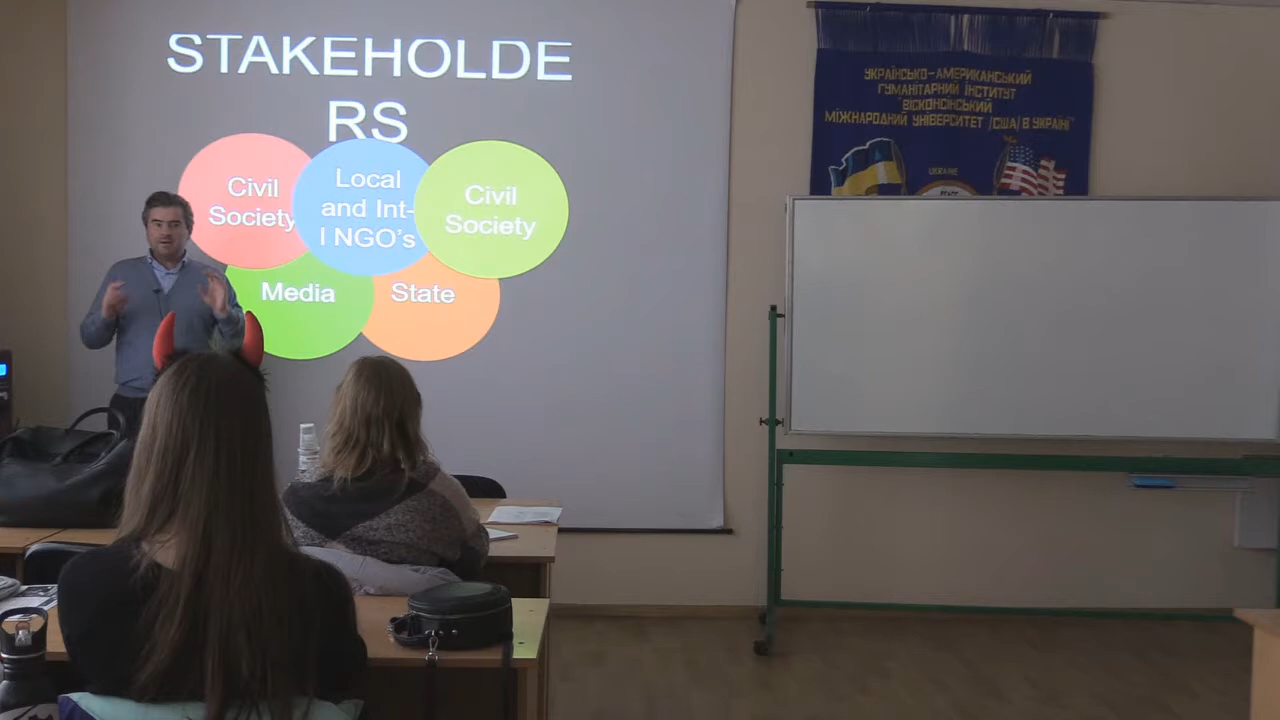 STAKEHOLDE
RS
Civil
Society
Local
and Int-
l NGO's
Civil
Society
Media
State
УКРАЇНСЬКО-АМЕРИКАНСЬКИЙ
ГУМАНІТАРНИЙ ІНСТИТУТ
ВІСКОНСІНСЬКИЙ
МІЖНАРОДНИЙ УНІВЕРСИТЕТ /США/ В УКРАЇНІ
UKRAINE